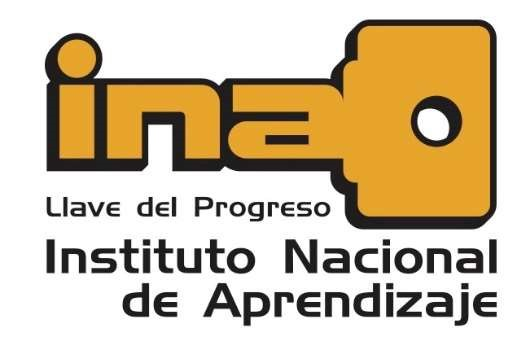 ina
Llave del Progreso
Instituto Nacional
de Aprendizaje